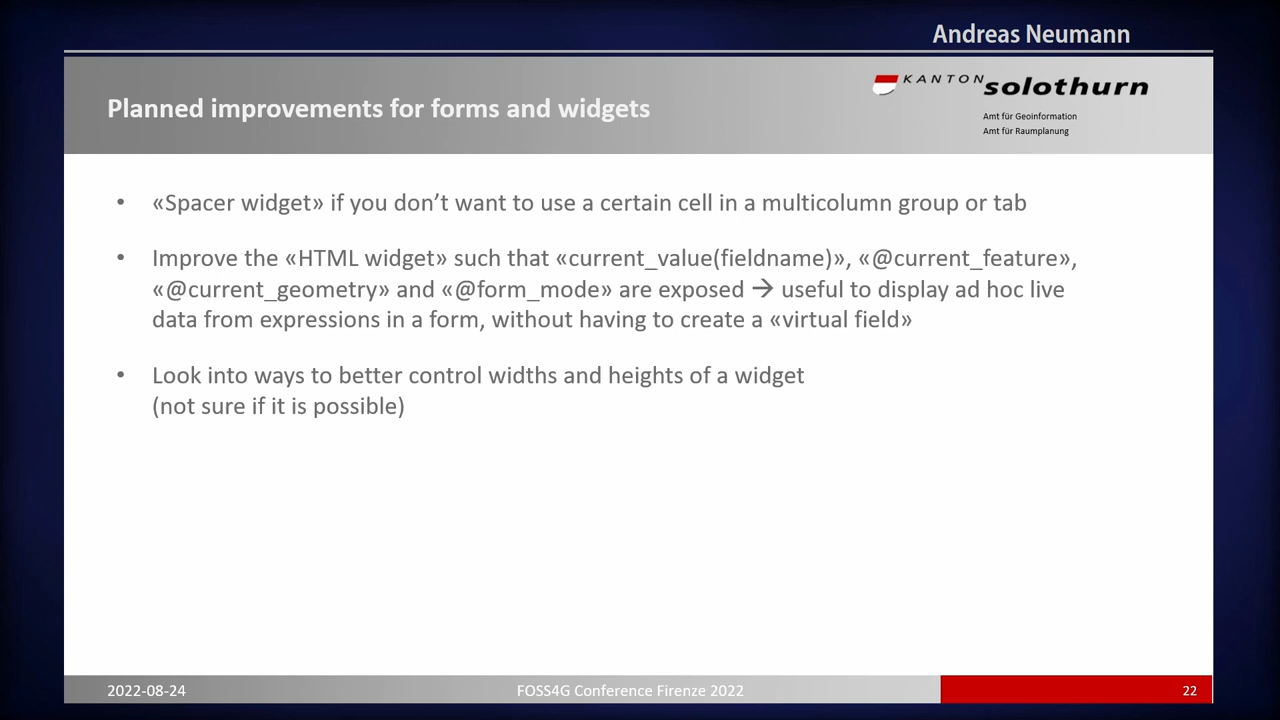 Andreas Neumann
Planned improvements for forms and widgets
KANTON solothurn
Amt für Geoinformation
Amt für Raumplanung
• «Spacer widget» if you don’t want to use a certain cell in a multicolumn group or tab
• Improve the «HTML widget» such that «current_value(fieldname)», «@current_feature»,
«@current_geometry» and «@form_mode» are exposed → useful to display ad hoc live
data from expressions in a form, without having to create a «virtual field»
• Look into ways to better control widths and heights of a widget
(not sure if it is possible)
2022-08-24
FOSS4G Conference Firenze 2022
22